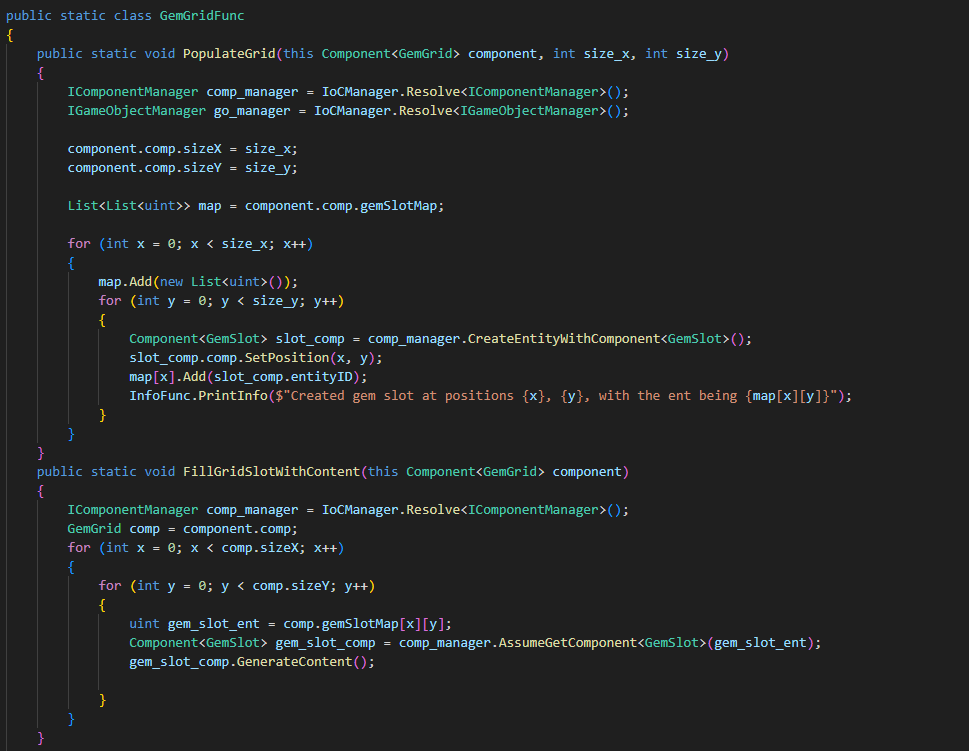 public static class GemGridFunc
{
    public static void PopulateGrid(this Component<GemGrid> component, int size_x, int size_y)
    {
        IComponentManager comp_manager = IoCManager.Resolve<IComponentManager>();
        IGameObjectManager go_manager = IoCManager.Resolve<IGameObjectManager>();

        component.comp.sizeX = size_x;
        component.comp.sizeY = size_y;

        List<List<uint>> map = component.comp.gemSlotMap;

        for (int x = 0; x < size_x; x++)
        {
            map.Add(new List<uint>());
            for (int y = 0; y < size_y; y++)
            {
                Component<GemSlot> slot_comp = comp_manager.CreateEntityWithComponent<GemSlot>();
                slot_comp.comp.SetPosition(x, y);
                map[x].Add(slot_comp.entityID);
                InfoFunc.PrintInfo($"Created gem slot at positions {x}, {y}, with the ent being {map[x][y]}");
            }
        }
    }
    public static void FillGridSlotWithContent(this Component<GemGrid> component)
    {
        IComponentManager comp_manager = IoCManager.Resolve<IComponentManager>();
        GemGrid comp = component.comp;
        for (int x = 0; x < comp.sizeX; x++)
        {
            for (int y = 0; y < comp.sizeY; y++)
            {
                uint gem_slot_ent = comp.gemSlotMap[x][y];
                Component<GemSlot> gem_slot_comp = comp_manager.AssumeGetComponent<GemSlot>(gem_slot_ent);
                gem_slot_comp.GenerateContent();

            }
        }
    }